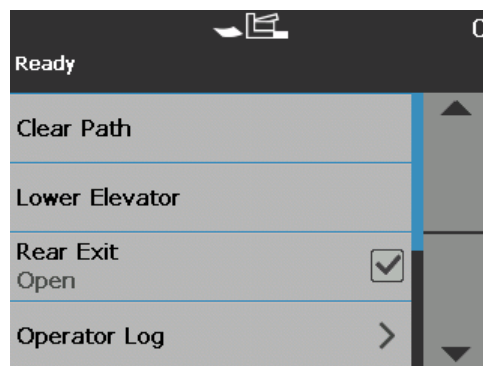 Ready
Clear Path
Lower Elevator
Rear Exit
Open
Operator Log